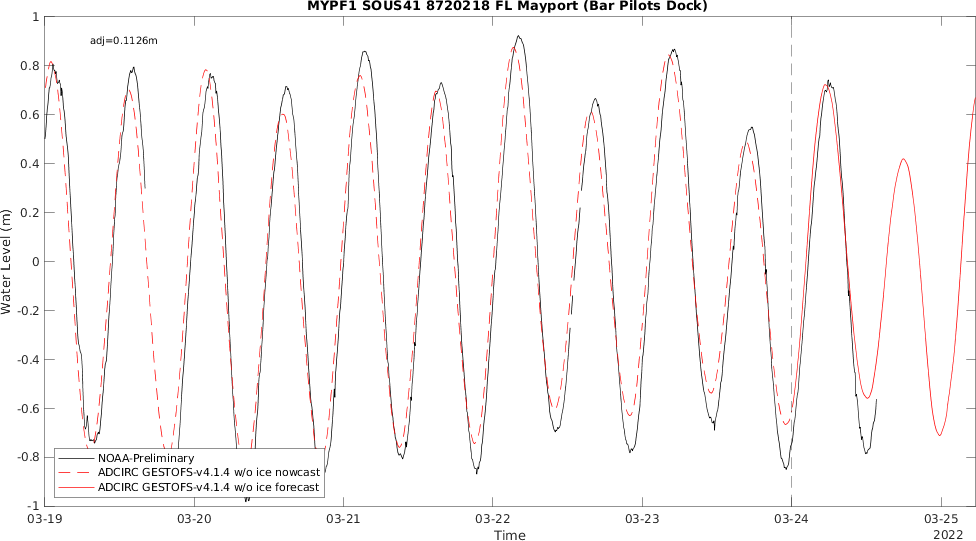 MYPF1 SOUS41 8720218 FL Mayport (Bar Pilots Dock)
adj=0.1126m
1
0.8
0.6
0.4
0.2
0
-0.2
-0.4
-0.6
-0.8
-1
Water Level (m)
NOAA-Preliminary
ADCIRC GESTOFS-v4.1.4 w/o ice nowcast
ADCIRC GESTOFS-v4.1.4 w/o ice forecast
03-19 03-20 03-21 03-22 03-23 03-24 03-25
Time
2022